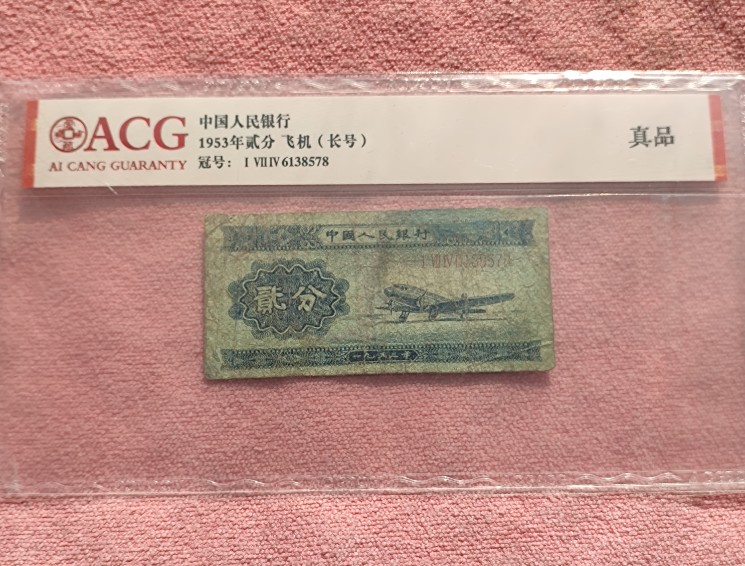 ACG
AI CANG GUARANTY
中国人民银行
1953年贰分 飞机（长号）
冠号： I VII IV 6138578
真品
中國人民銀行
貳分
一九五三年